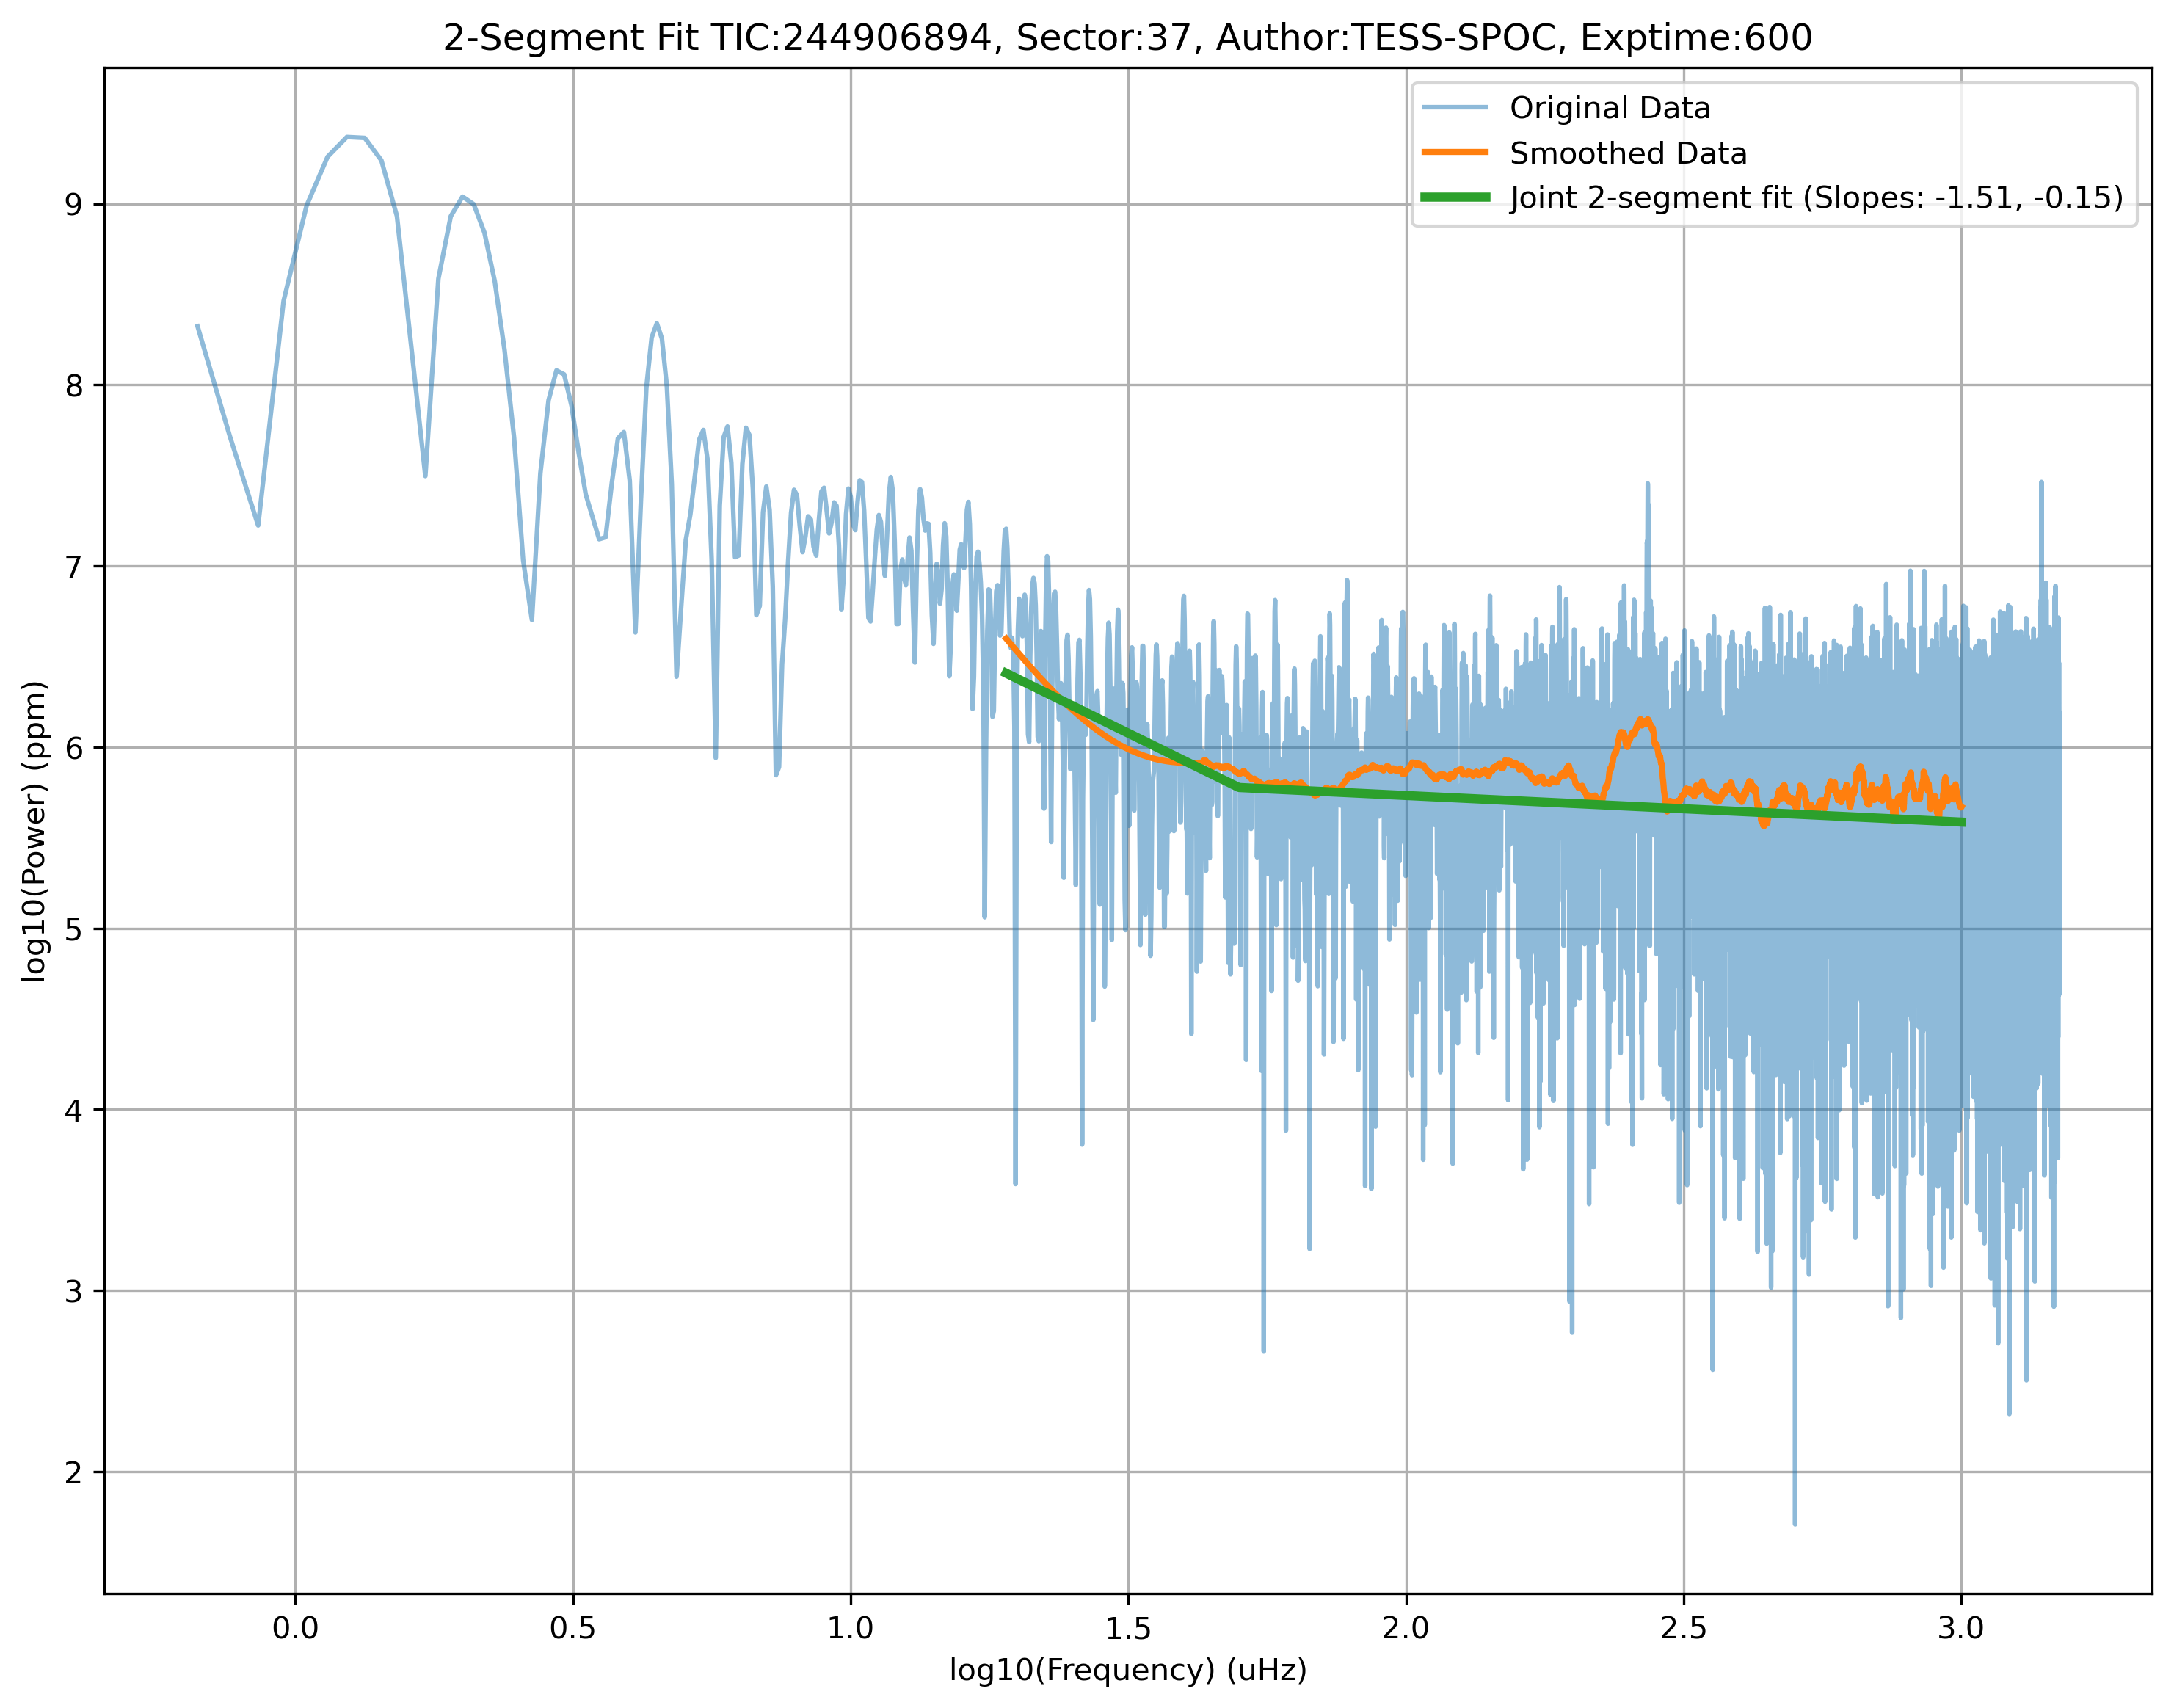 2-Segment Fit TIC:244906894, Sector:37, Author:TESS-SPOC, Exptime:600
Original Data
Smoothed Data
Joint 2-segment fit (Slopes: -1.51, -0.15)
log10(Power) (ppm)
9
8
7
6
5
4
3
2
0.0 0.5 1.0 1.5 2.0 2.5 3.0
log10(Frequency) (uHz)